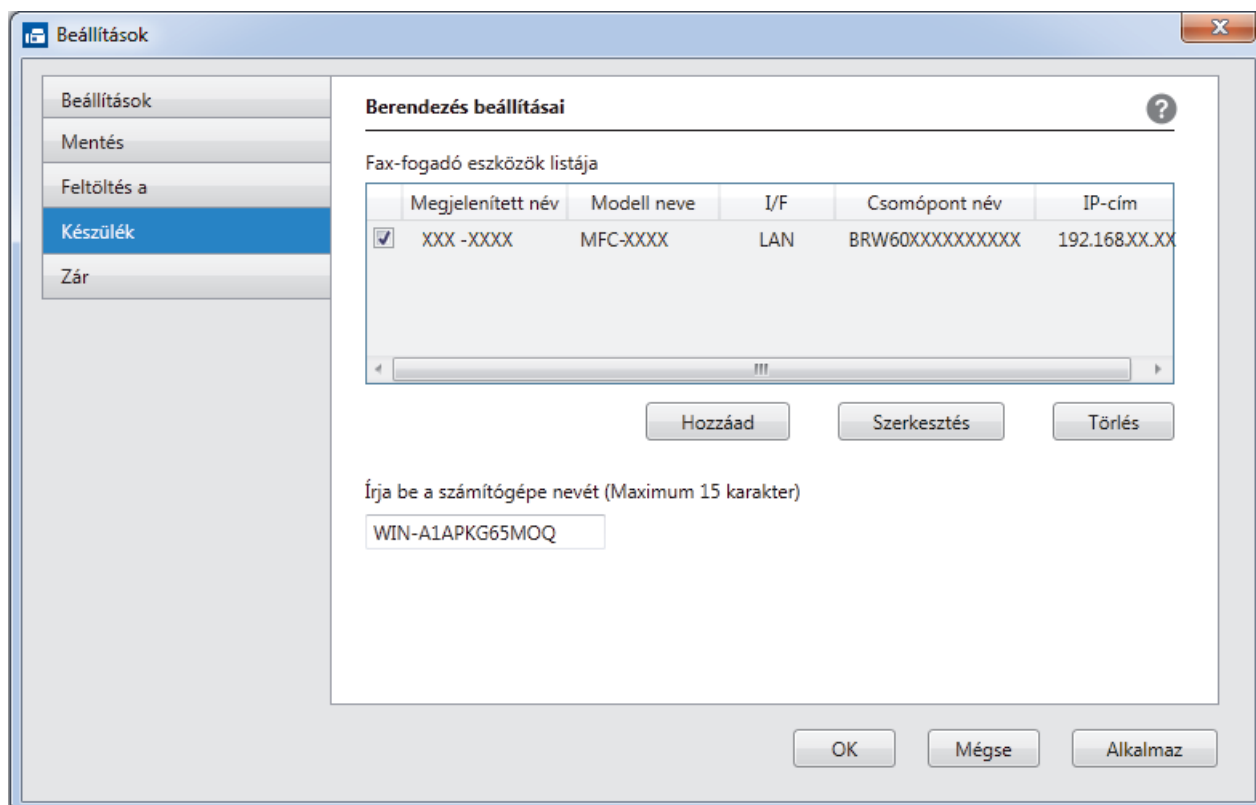 Beállítások
Beállítások
Mentés
Feltöltés a
Készülék
Zár
Berendezés beállításai
?
Fax-fogadó eszközök listája
Megjelenített név Modell neve I/F Csomópont név IP-cím
XXX -XXXX MFC-XXXX LAN BRW60XXXXXXXXXX 192.168.XX.XX
Hozzáad Szerkesztés Törlés
Írja be a számítógépe nevét (Maximum 15 karakter)
WIN-A1APKG65MOQ
OK Mégse Alkalmaz